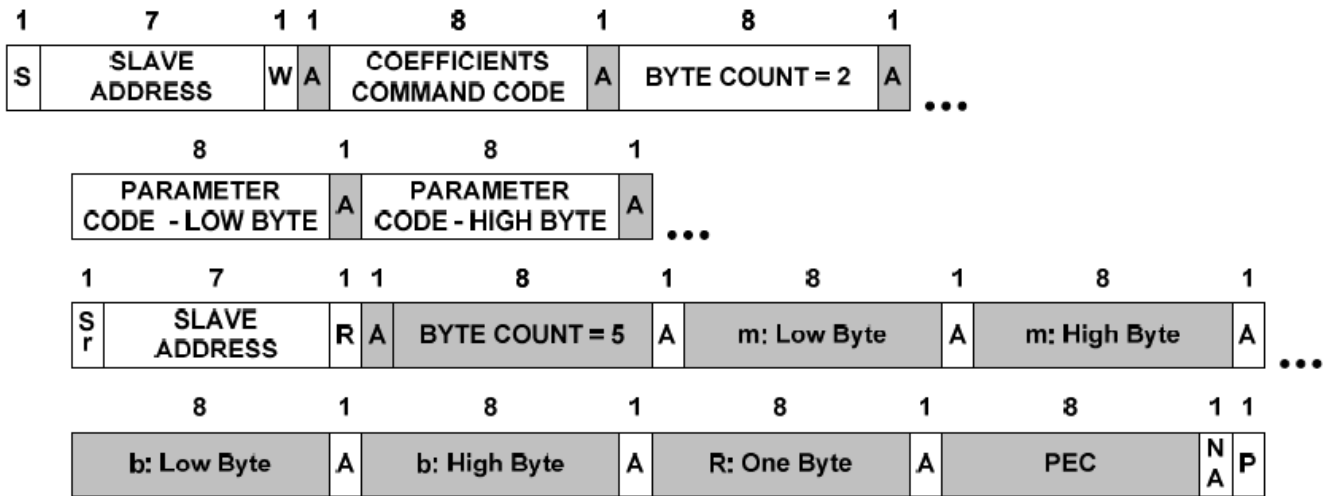 1 7 1 1 8 1 8 1
S SLAVE ADDRESS W A COEFFICIENTS COMMAND CODE A BYTE COUNT = 2 A •••
8 1 8 1
PARAMETER CODE - LOW BYTE A PARAMETER CODE - HIGH BYTE A •••
1 7 1 1 8 1 8 1 8 1
Sr SLAVE ADDRESS R A BYTE COUNT = 5 A m: Low Byte A m: High Byte A •••
8 1 8 1 8 1 8 1 1
b: Low Byte A b: High Byte A R: One Byte A PEC NA P